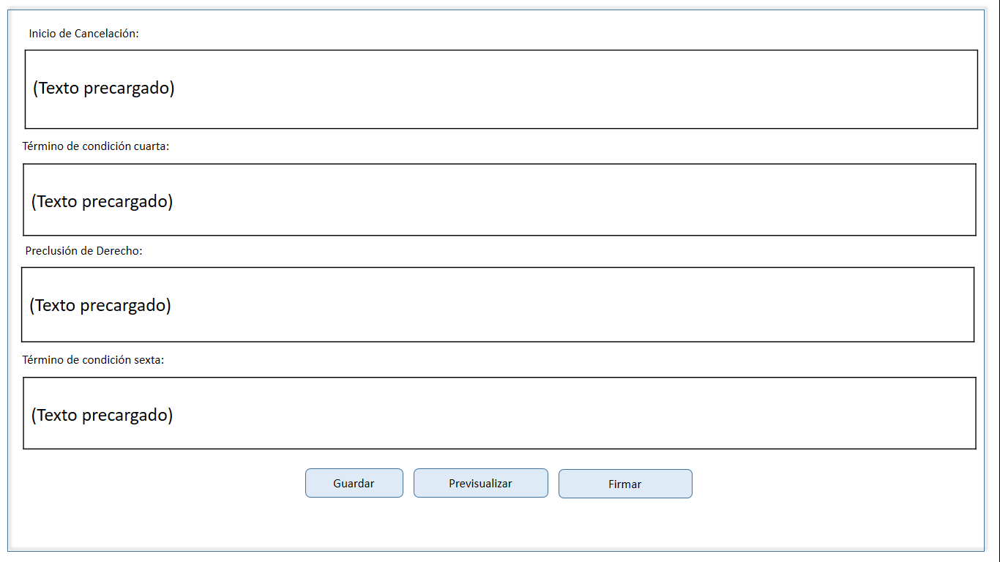 Inicio de Cancelación:
(Texto precargado)
Término de condición cuarta:
(Texto precargado)
Preclusión de Derecho:
(Texto precargado)
Término de condición sexta:
(Texto precargado)
Guardar Previsualizar Firmar